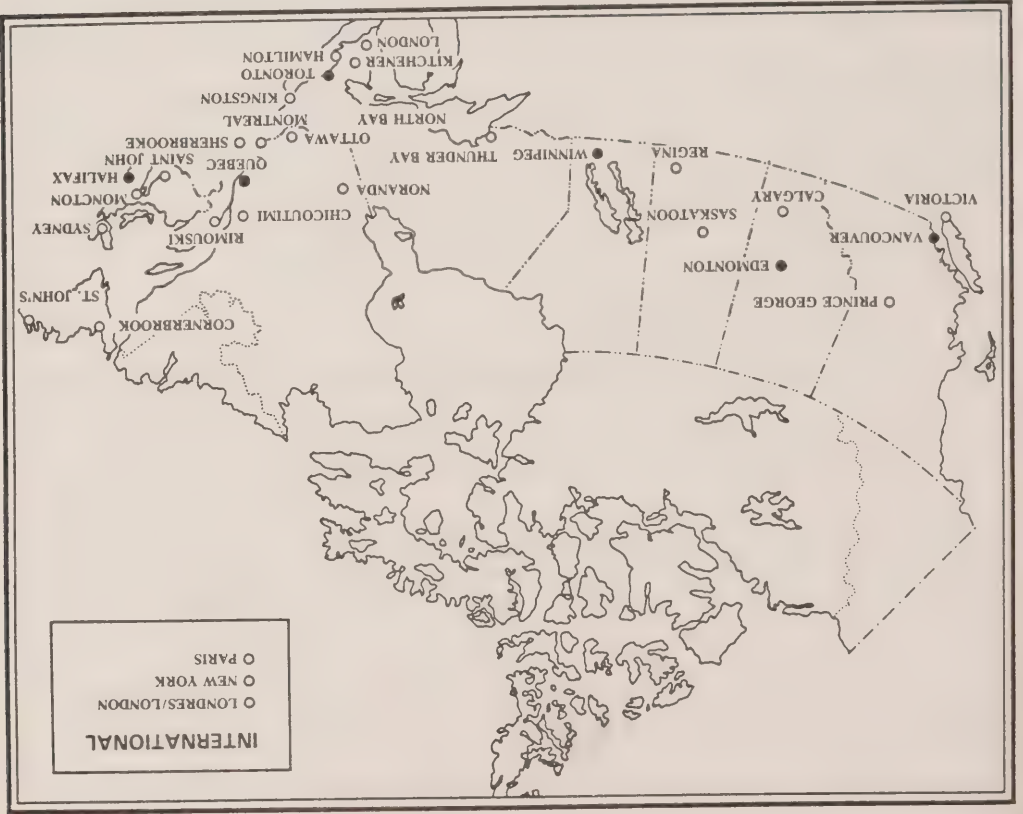 INTERNATIONAL
LONDRES/LONDON
NEW YORK
PARIS
CORNERBROOK
PRINCE GEORGE
ST. JOHN'S
EDMONTON
VANCOUVER
RIMOUSKI
SYDNEY
SASKATOON
CHICOUTIMI
VICTORIA
CALGARY
MONCTON
NORANDA
HALIFAX
QUEBEC
SAINT JOHN
REGINA
WINNIPEG
THUNDER BAY
OTTAWA
SHERBROOKE
NORTH BAY
MONTREAL
KINGSTON
TORONTO
KITCHENER
HAMILTON
LONDON